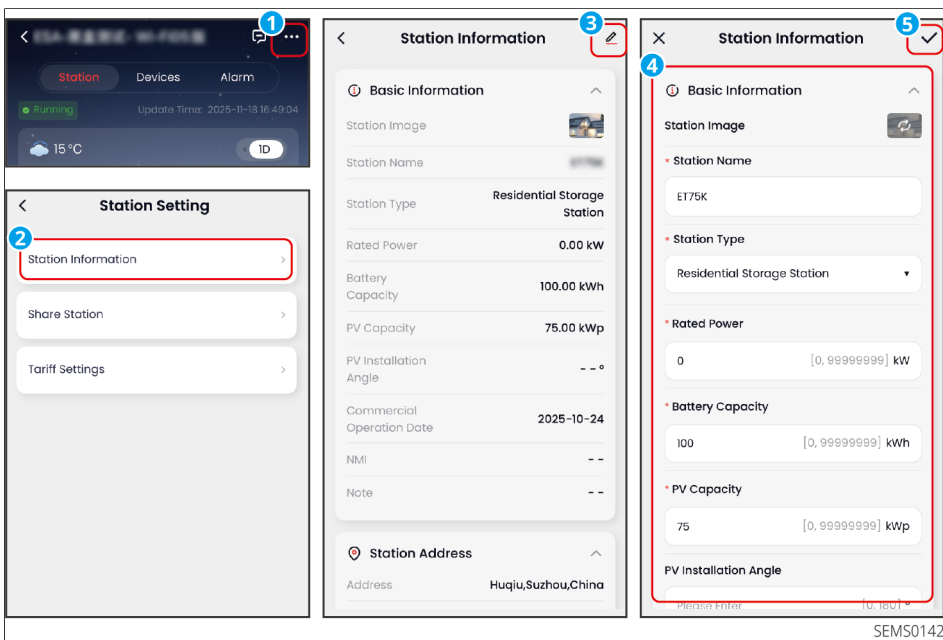 1
Station
Devices
Alarm
Running
Update Time: 2025-11-18 16:49:04
15°C
1D
Station Setting
2
Station Information
Share Station
Tariff Settings
3
Station Information
Basic Information
Station Image
Station Name
Station Type
Residential Storage
Station
Rated Power
0.00 kW
Battery
Capacity
100.00 kWh
PV Capacity
75.00 kWp
PV Installation
Angle
- - °
Commercial
Operation Date
2025-10-24
NMI
- -
Note
- -
Station Address
Address
Huqiu,Suzhou,China
5
Station Information
4
Basic Information
Station Image
* Station Name
ET75K
* Station Type
Residential Storage Station
* Rated Power
0 [0, 99999999] kW
* Battery Capacity
100 [0, 99999999] kWh
* PV Capacity
75 [0, 99999999] kWp
PV Installation Angle
Please Enter [0, 180] °
SEMS0142